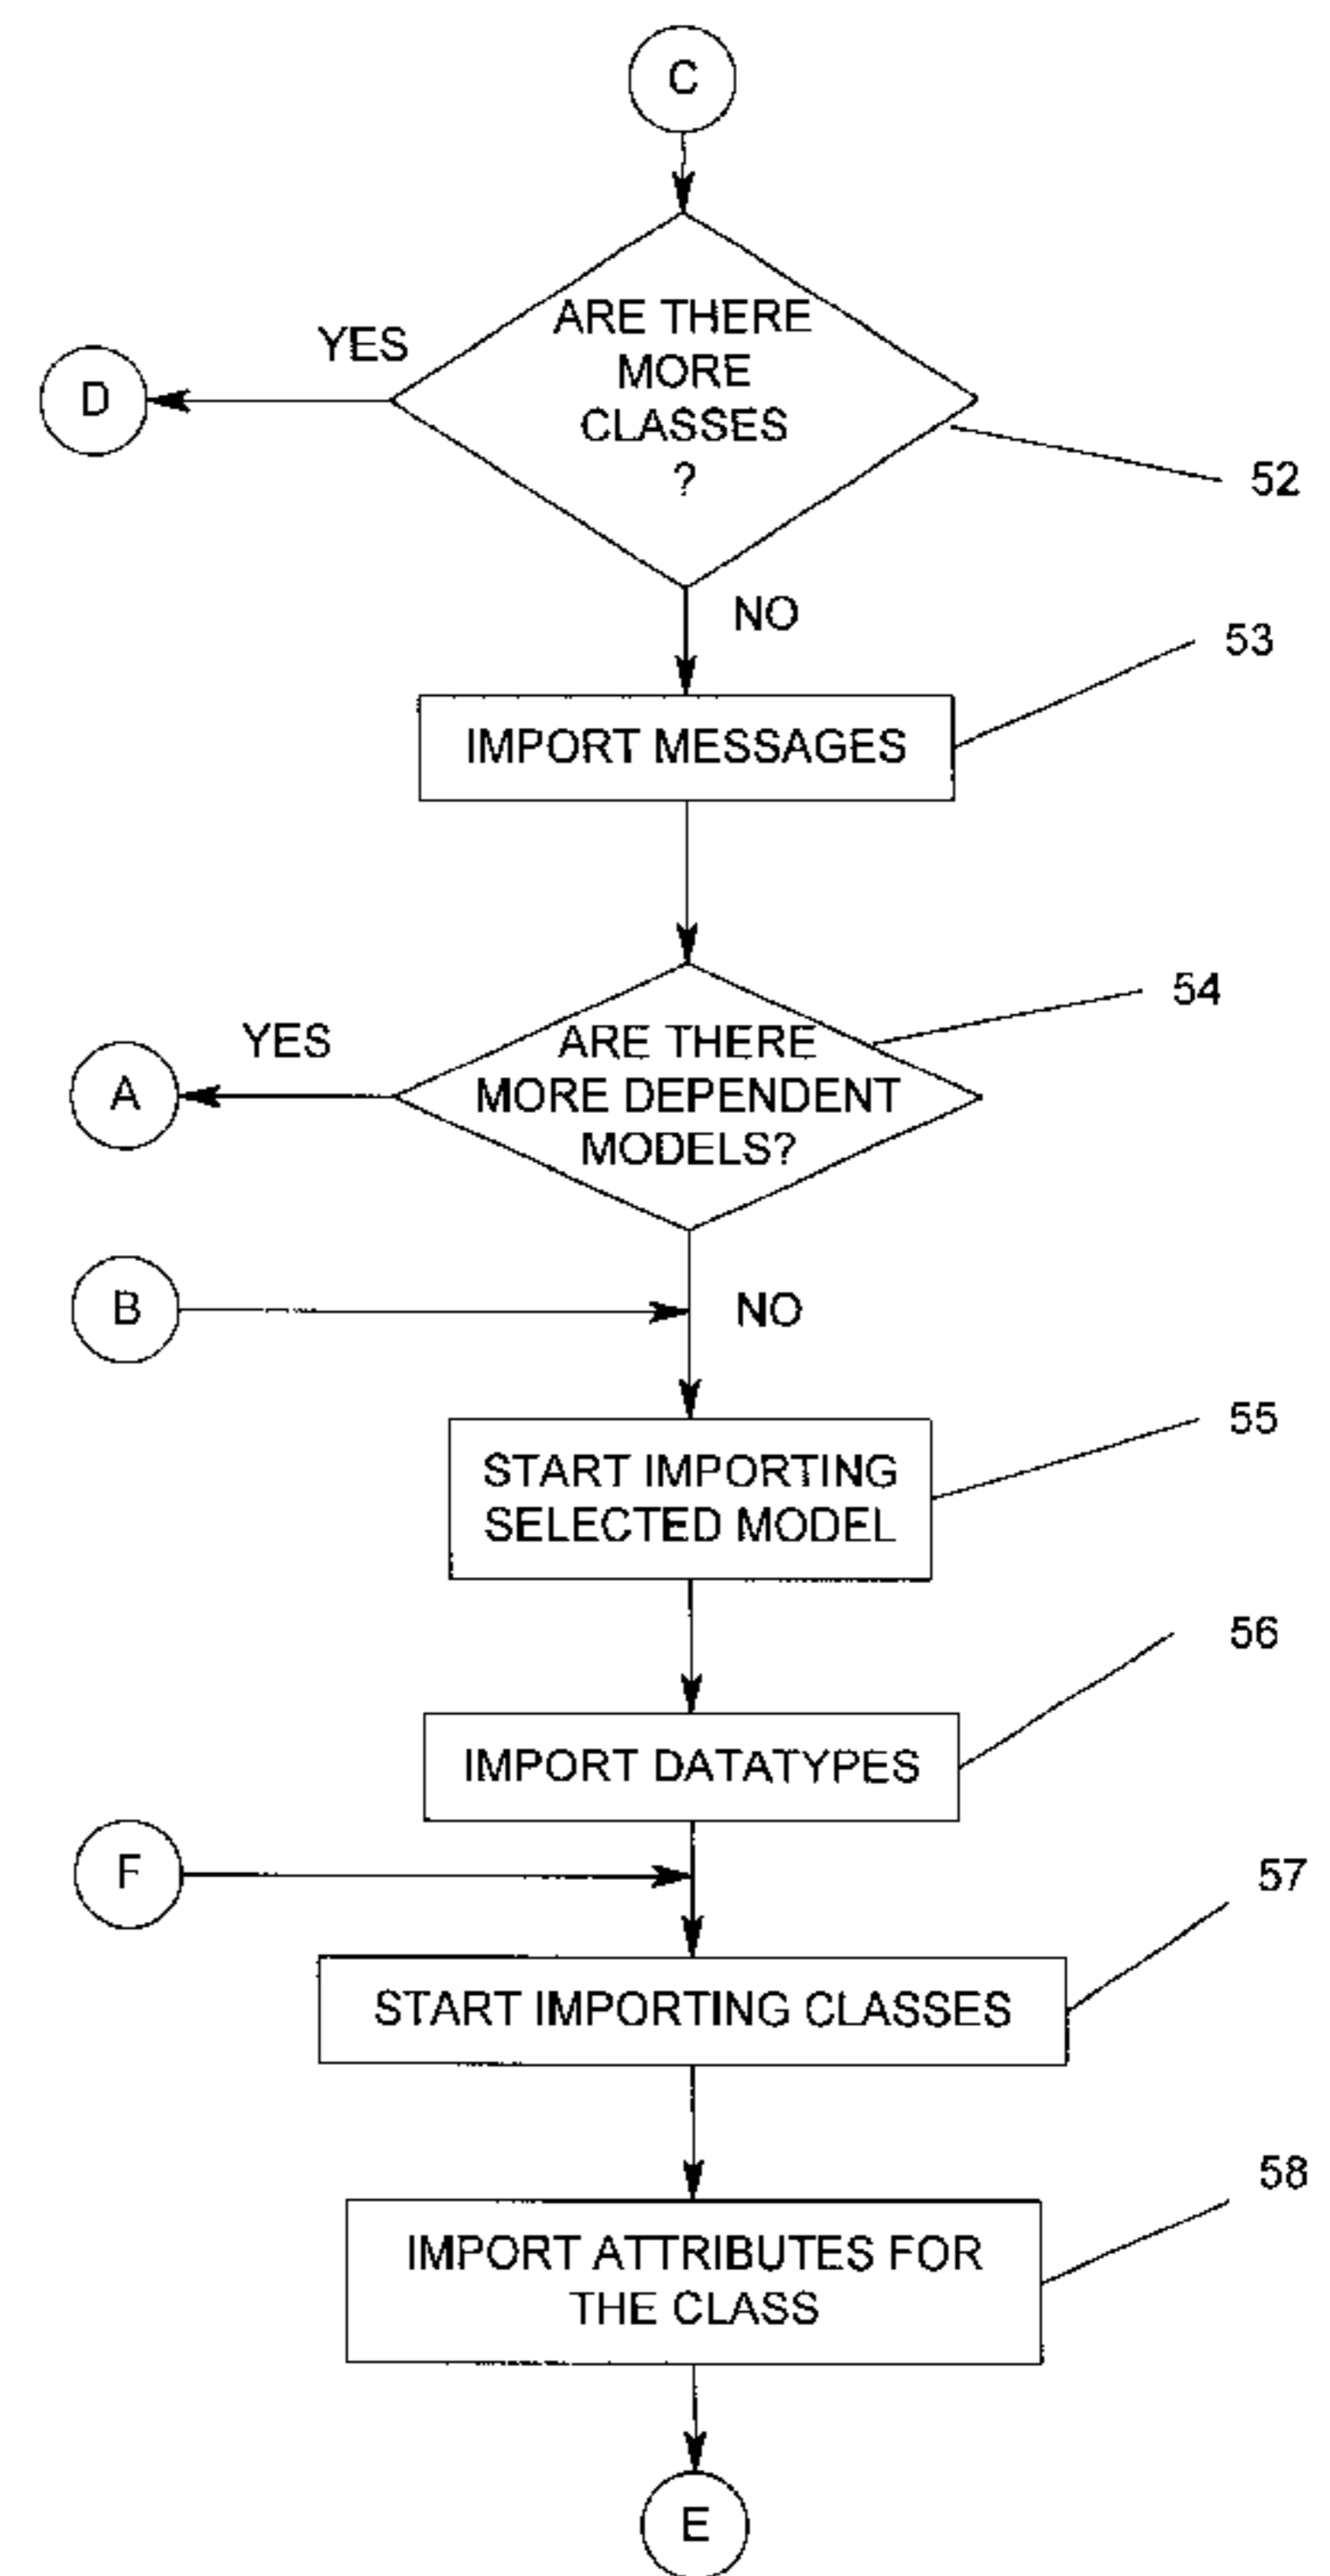 C
ARE THERE
MORE
CLASSES
?
YES
D
52
NO
53
IMPORT MESSAGES
54
ARE THERE
MORE DEPENDENT
MODELS?
YES
A
B
NO
55
START IMPORTING
SELECTED MODEL
56
IMPORT DATATYPES
F
57
START IMPORTING CLASSES
58
IMPORT ATTRIBUTES FOR
THE CLASS
E